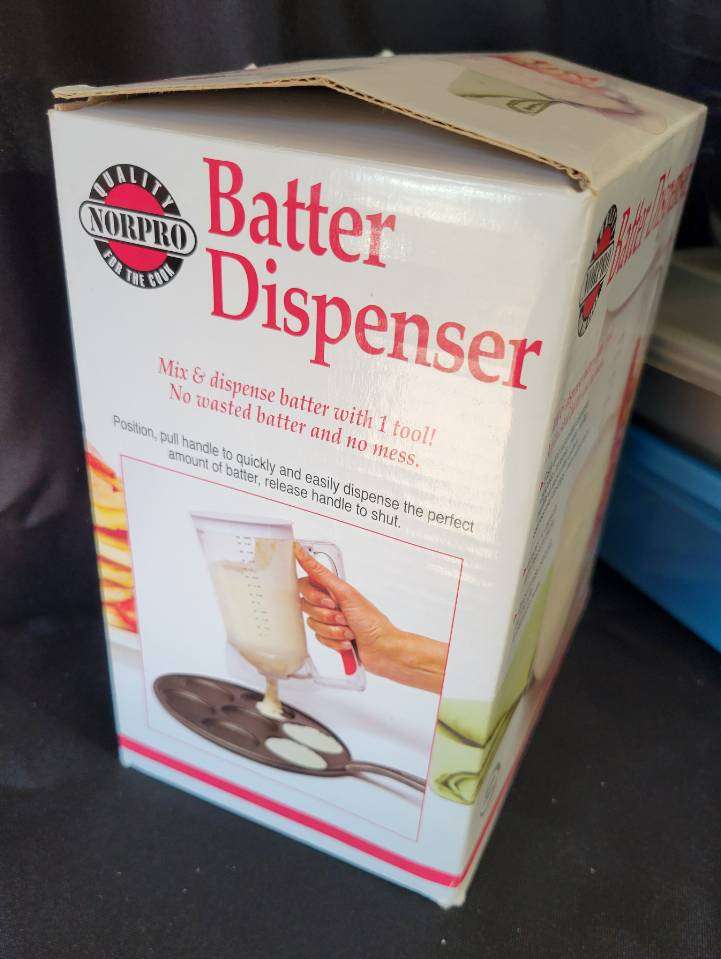 QUALITY
NORPRO
FOR THE COOK
Batter
Dispenser
Mix & dispense batter with 1 tool!
No wasted batter and no mess.
Position, pull handle to quickly and easily dispense the perfect
amount of batter, release handle to shut.
NORPRO
Batter Dispenser